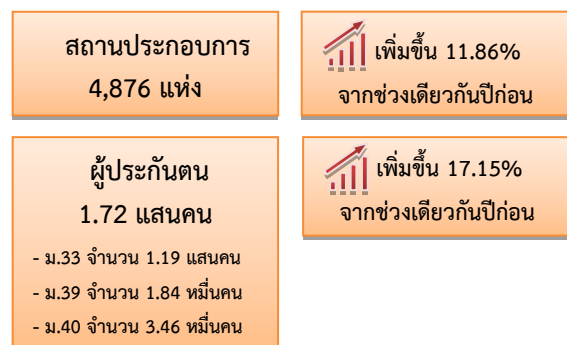 สถานประกอบการ
4,876 แห่ง
เพิ่มขึ้น 11.86%
จากช่วงเดียวกันปีก่อน
ผู้ประกันตน
1.72 แสนคน
- ม.33 จำนวน 1.19 แสนคน
- ม.39 จำนวน 1.84 หมื่นคน
- ม.40 จำนวน 3.46 หมื่นคน
เพิ่มขึ้น 17.15%
จากช่วงเดียวกันปีก่อน